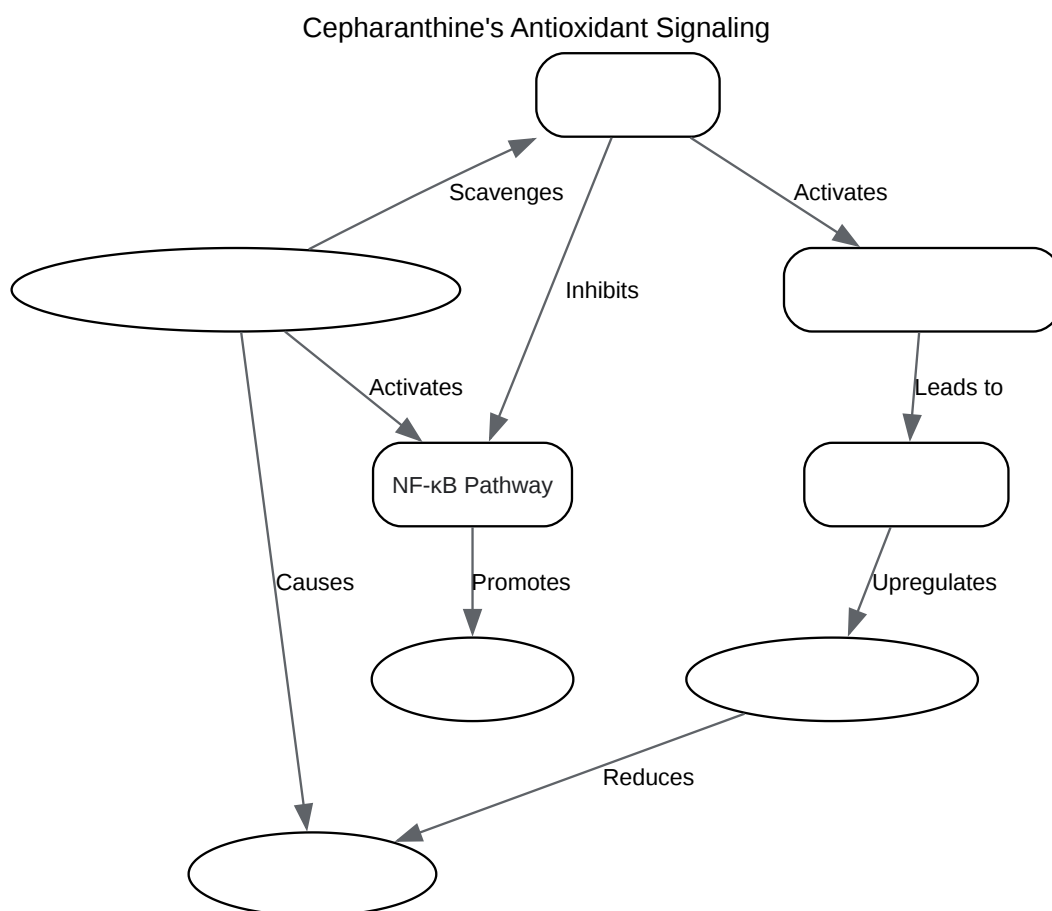 Cepharanthine's Antioxidant Signaling
Scavenges
Activates
Inhibits
Activates
Leads to
NF-κB Pathway
Causes
Promotes
Upregulates
Reduces